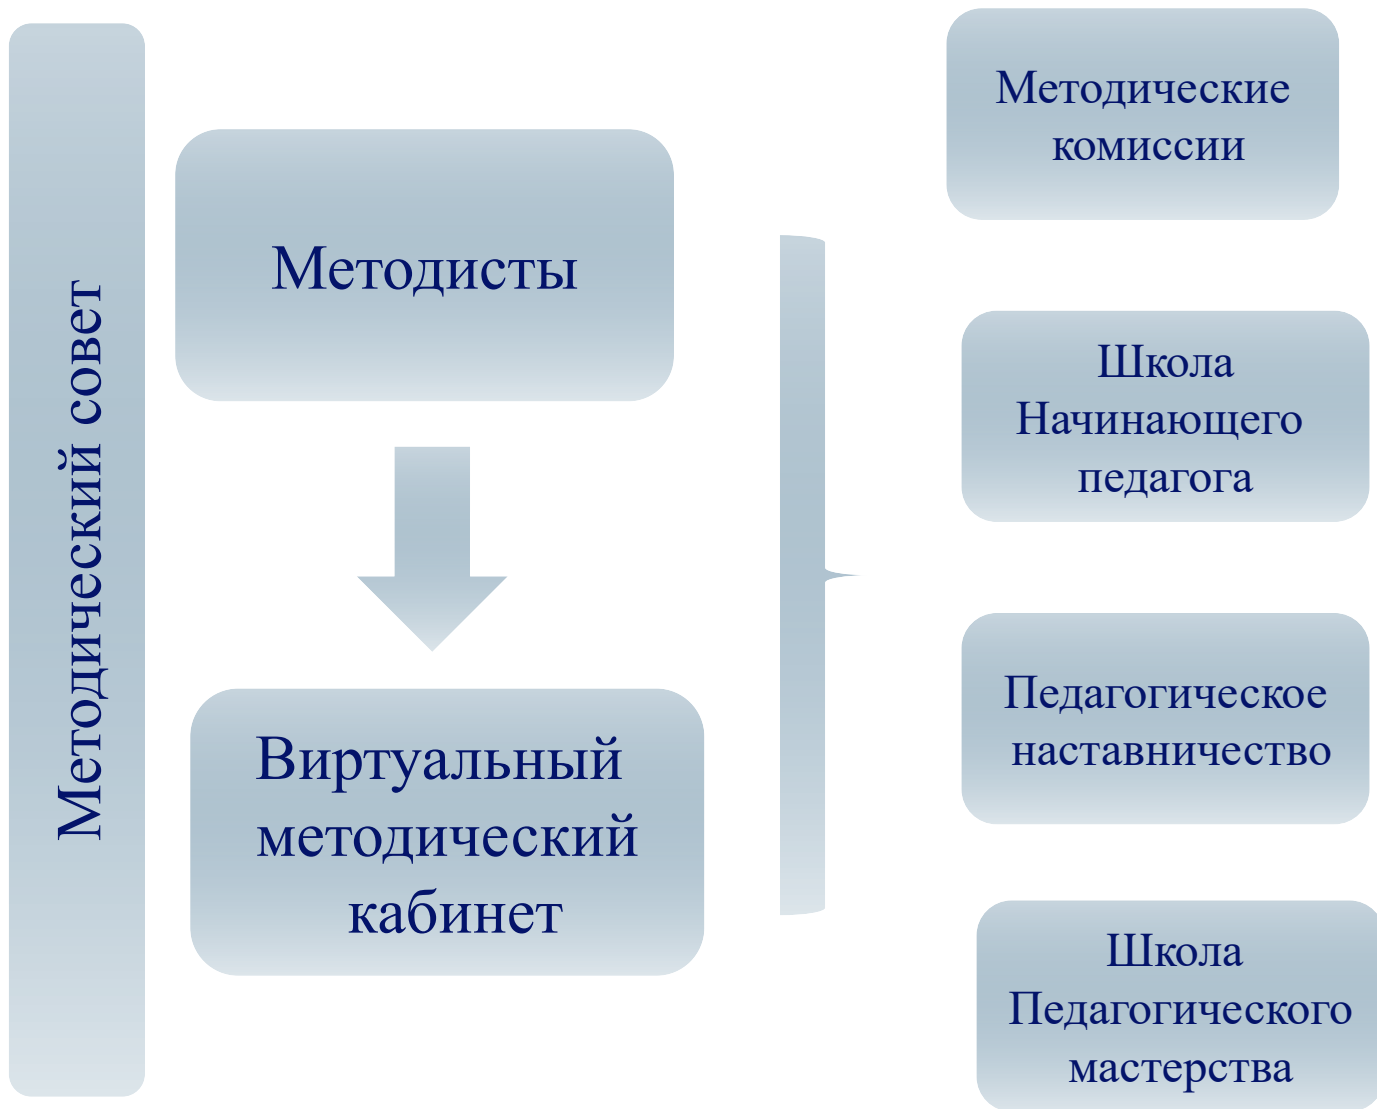 Методический совет
Методисты
Виртуальный
методический
кабинет
Методические
комиссии
Школа
Начинающего
педагога
Педагогическое
наставничество
Школа
Педагогического
мастерства